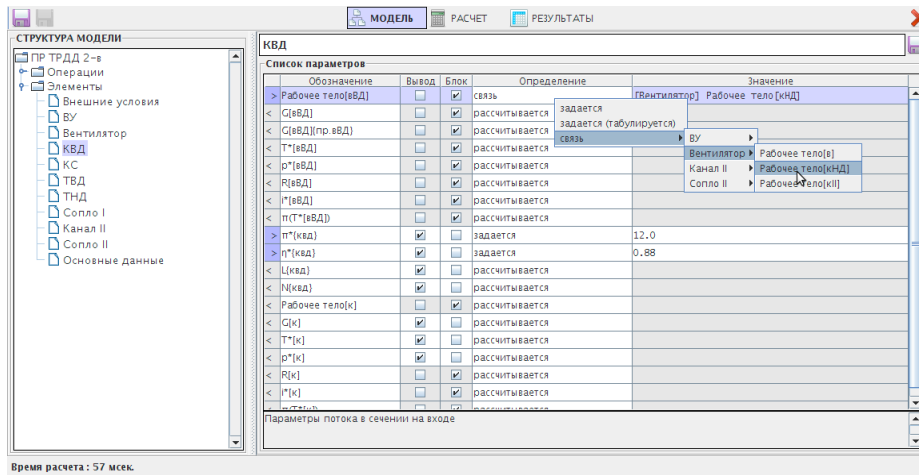 МОДЕЛЬ РАСЧЕТ РЕЗУЛЬТАТЫ
СТРУКТУРА МОДЕЛИ
ПР ТРДД 2-в
Операции
Элементы
Внешние условия
ВУ
Вентилятор
КВД
КС
ТВД
ТНД
Сопло I
Канал II
Сопло II
Основные данные
КВД
Список параметров
Обозначение Вывод Блок Определение Значение
> Рабочее тело[вВД] связь [Вентилятор] Рабочее тело[кНД]
< G[вВД] рассчитывается
< G[вВД](пр.вВД) рассчитывается
< T*[вВД] рассчитывается
< p*[вВД] рассчитывается
< R[вВД] рассчитывается
< i*[вВД] рассчитывается
< π(T*[вВД]) рассчитывается
> π*{квд} задается 12.0
> η*{квд} задается 0.88
< L{квд} рассчитывается
< N{квд} рассчитывается
< Рабочее тело[к] рассчитывается
< G[к] рассчитывается
< T*[к] рассчитывается
< p*[к] рассчитывается
< R[к] рассчитывается
< i*[к] рассчитывается
задается
задается (табулируется)
связь
ВУ
Вентилятор
Канал II
Сопло II
Рабочее тело[в]
Рабочее тело[кНД]
Рабочее тело[кII]
Параметры потока в сечении на входе
Время расчета : 57 мсек.